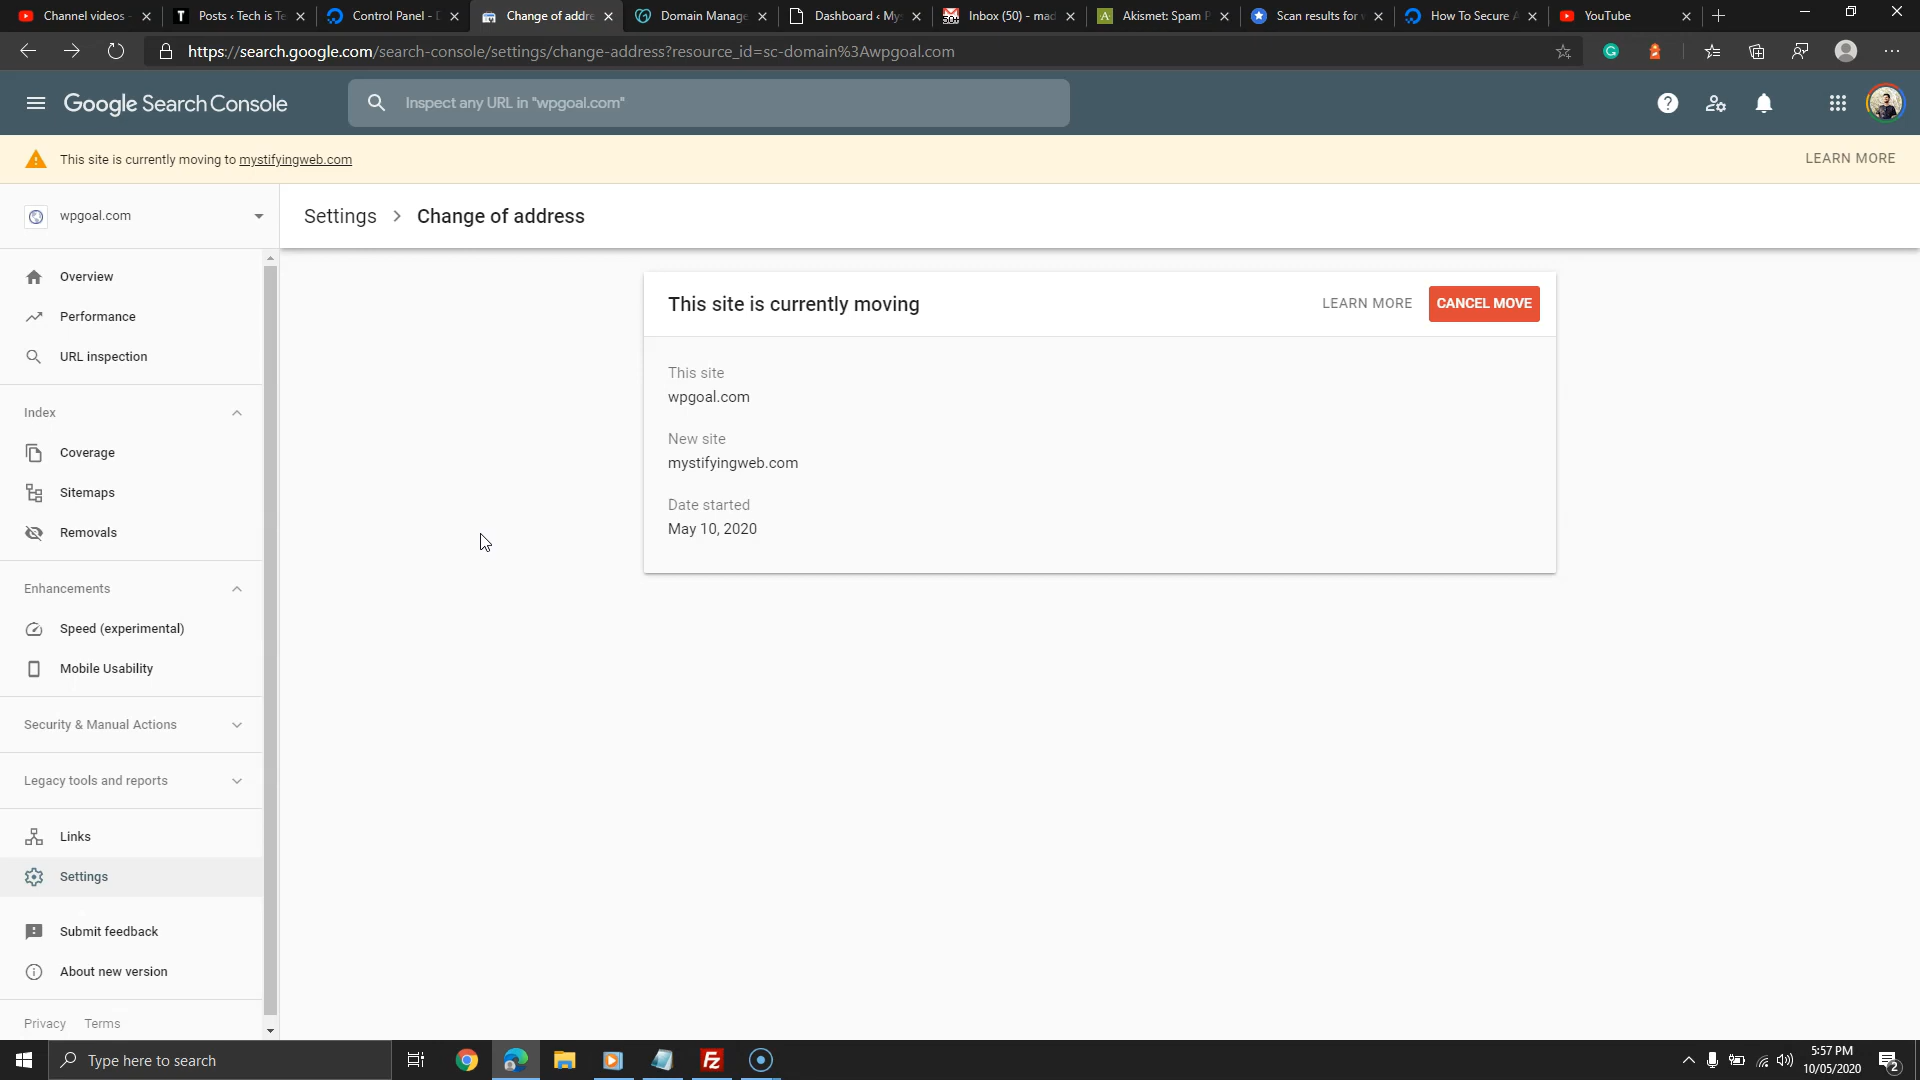 Channel videos -
Posts ‹ Tech is Te
Control Panel - D
Change of addre
Domain Manage
Dashboard ‹ Mys
Inbox (50) - mad
Akismet: Spam P
Scan results for w
How To Secure A
YouTube
https://search.google.com/search-console/settings/change-address?resource_id=sc-domain%3Awpgoal.com
Google Search Console
Inspect any URL in "wpgoal.com"
This site is currently moving to mystifyingweb.com
LEARN MORE
wpgoal.com
Settings > Change of address
Overview
Performance
URL inspection
Index
Coverage
Sitemaps
Removals
Enhancements
Speed (experimental)
Mobile Usability
Security & Manual Actions
Legacy tools and reports
Links
Settings
Submit feedback
About new version
Privacy Terms
This site is currently moving
LEARN MORE
CANCEL MOVE
This site
wpgoal.com
New site
mystifyingweb.com
Date started
May 10, 2020
Type here to search
5:57 PM
10/05/2020
2